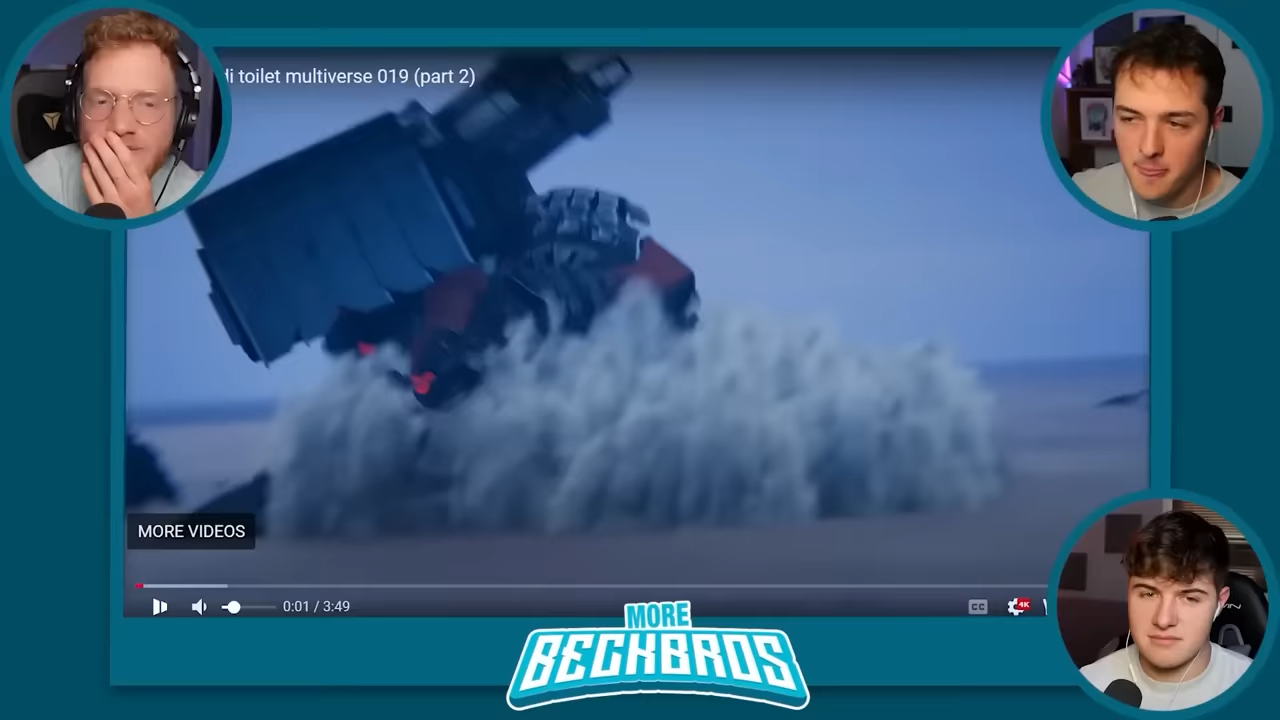 di toilet multiverse 019 (part 2)
MORE VIDEOS
0:01 / 3:49
CC
4K
MORE
BECKBROS